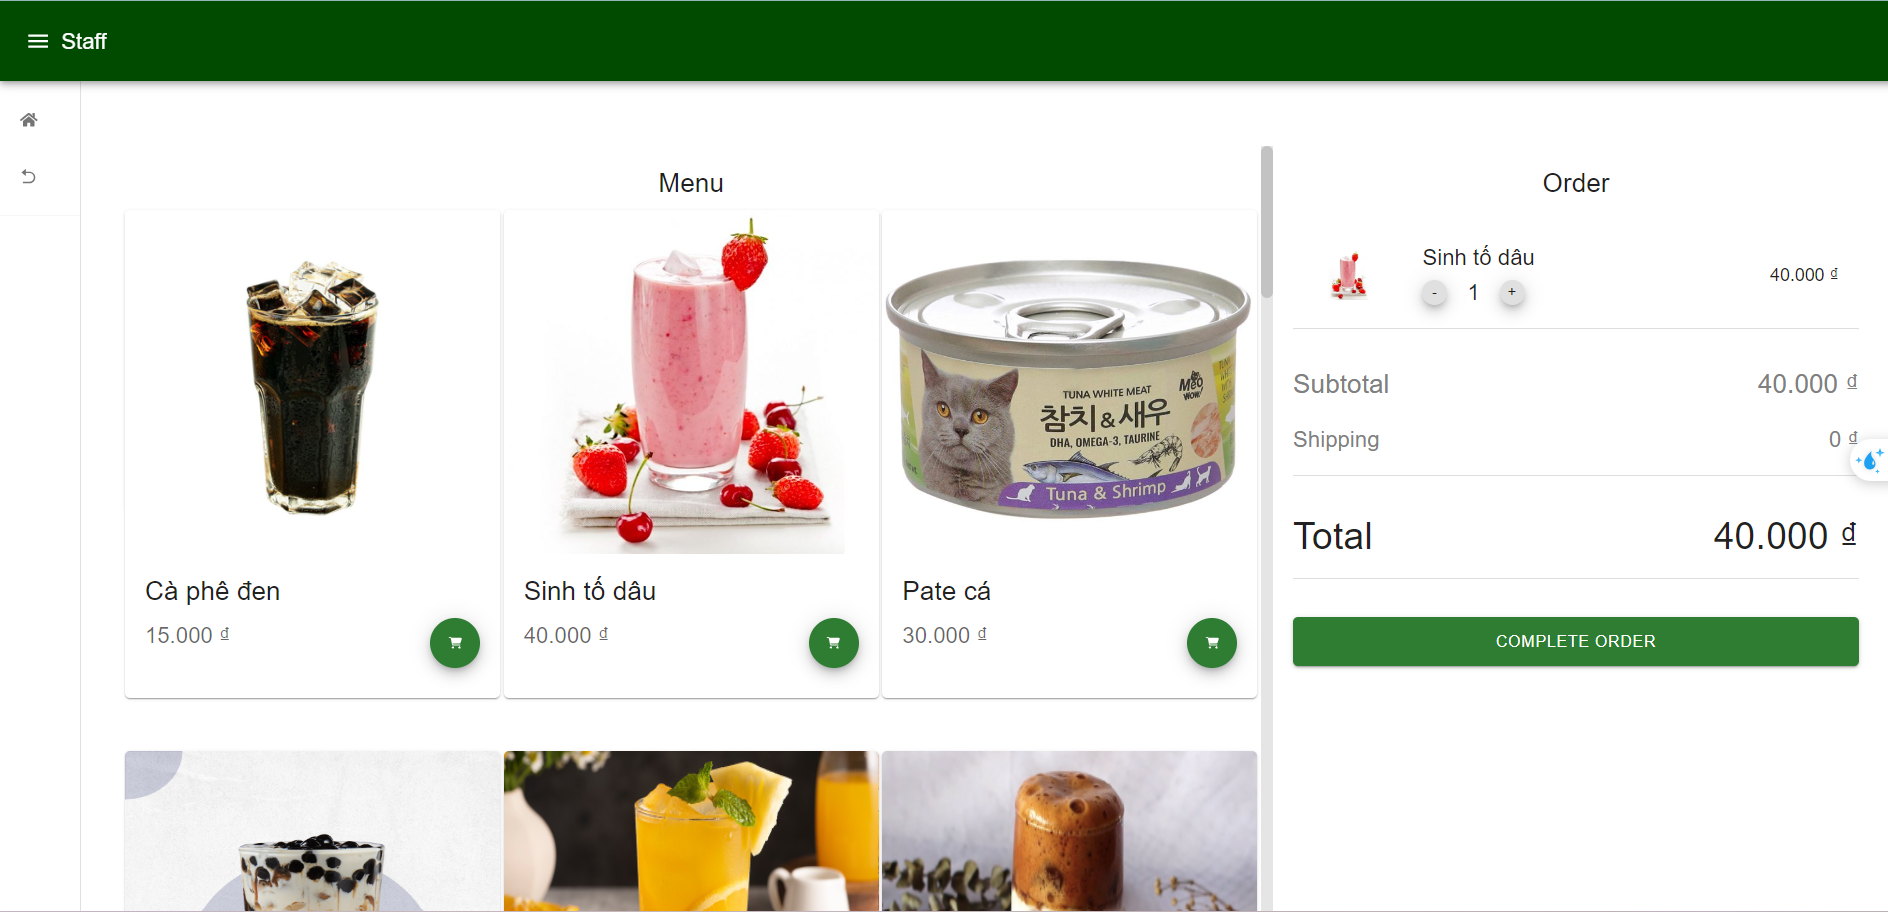 Staff
Menu
TUNA WHITE MEAT
Meo
WOW!
참치&새우
DHA, OMEGA-3, TAURINE
Tuna & Shrimp
Cà phê đen
15.000 ₫
Sinh tố dâu
40.000 ₫
Pate cá
30.000 ₫
Order
Sinh tố dâu
- 1 +
40.000 ₫
Subtotal 40.000 ₫
Shipping 0 ₫
Total 40.000 ₫
COMPLETE ORDER